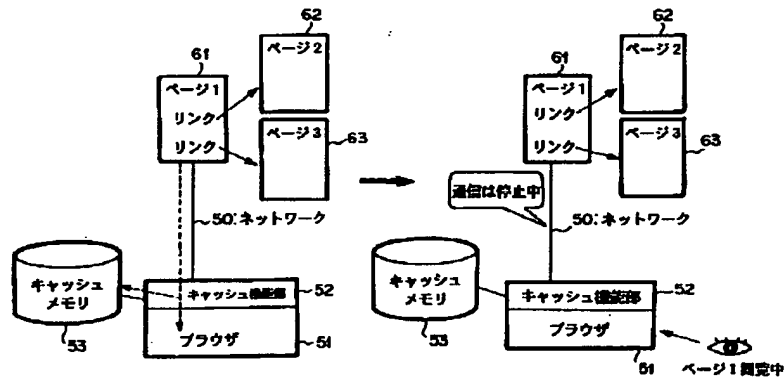 62
ページ2
61
ページ1
リンク
リンク
ページ3
63
50:ネットワーク
キャッシュ
メモリ
53
キャッシュ機能部
52
ブラウザ
51
62
ページ2
61
ページ1
リンク
リンク
ページ3
63
通信は停止中
50:ネットワーク
キャッシュ
メモリ
53
キャッシュ機能部
52
ブラウザ
51
ページ1閲覧中